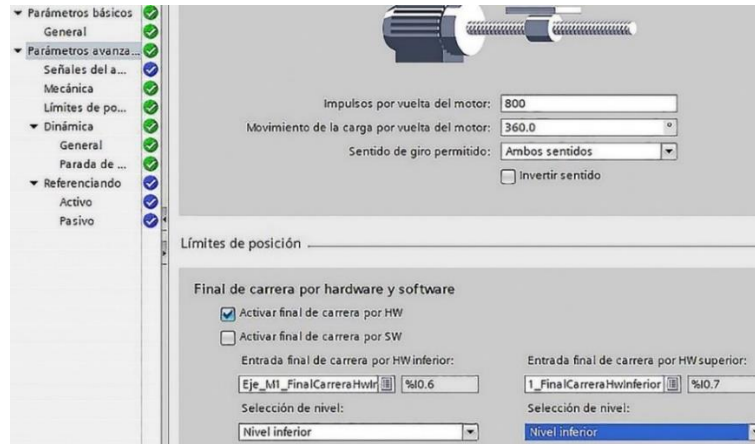 Parámetros básicos
General
Parámetros avanza...
Señales del a...
Mecánica
Límites de po...
Dinámica
General
Parada de ...
Referenciando
Activo
Pasivo
Impulsos por vuelta del motor: 800
Movimiento de la carga por vuelta del motor: 360.0 °
Sentido de giro permitido: Ambos sentidos
Invertir sentido
Límites de posición
Final de carrera por hardware y software
Activar final de carrera por HW
Activar final de carrera por SW
Entrada final de carrera por HW inferior: Entrada final de carrera por HW superior:
Eje_M1_FinalCarreraHwIr %I0.6 1_FinalCarreraHwInferior %I0.7
Selección de nivel: Selección de nivel:
Nivel inferior Nivel inferior